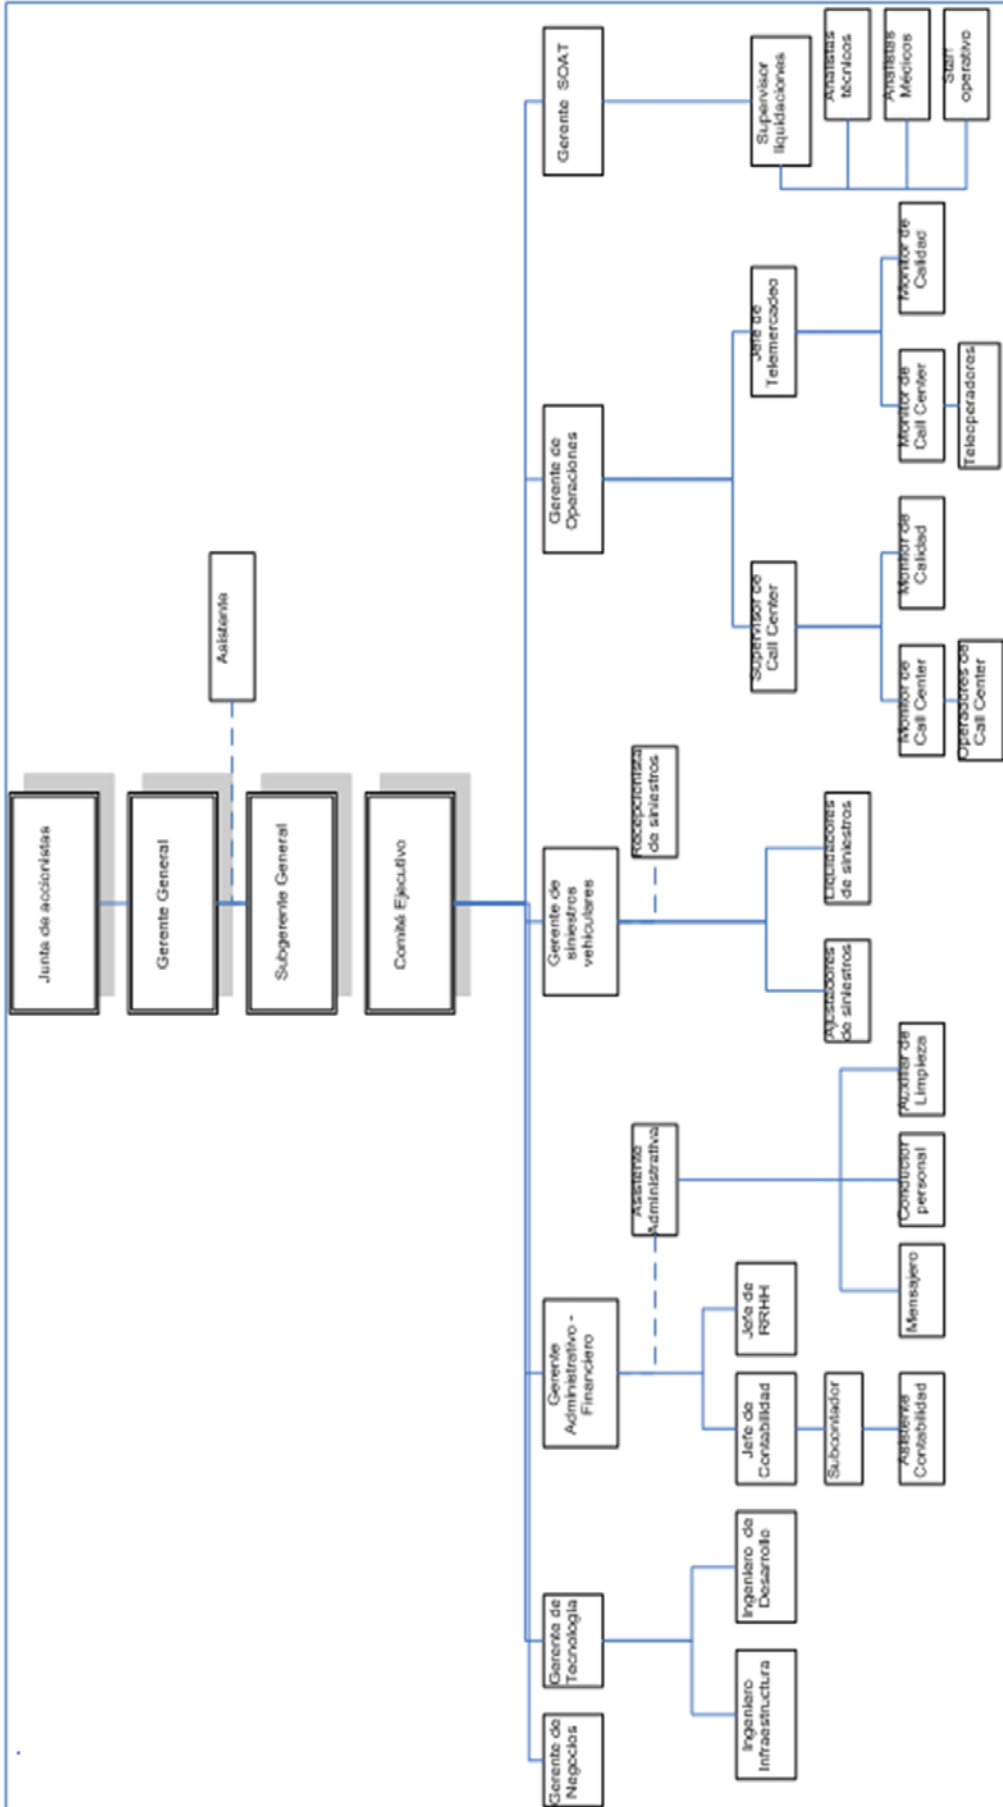 Junta de accionistas
Gerente General
Asistente
Subgerente General
Comité Ejecutivo
Gerente de
Negocios
Gerente de
Tecnología
Ingeniero
Infraestructura
Ingeniero de
Desarrollo
Gerente
Administrativo -
Financiero
Asistente
Administrativa
Jefe de
Contabilidad
Jefe de
RRHH
Subcontador
Asistente
Contabilidad
Mensajero
Conductor
personal
Auxiliar de
Limpieza
Gerente de
siniestros
vehiculares
Recepcionista
de siniestros
Ajustadores
de siniestros
Liquidadores
de siniestros
Gerente de
Operaciones
Supervisor de
Call Center
Monitor de
Call Center
Operadores de
Call Center
Monitor de
Calidad
Jefe de
Telemercadeo
Monitor de
Call Center
Teleoperadores
Monitor de
Calidad
Gerente SOAT
Supervisor
liquidaciones
Analistas
técnicos
Analistas
Médicos
Staff
operativo